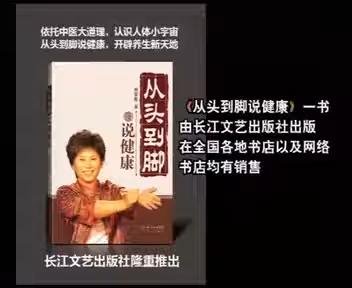 依托中医大道理，认识人体小宇宙
从头到脚说健康，开辟养生新天地
从头到脚
说健康
长江文艺出版社隆重推出
《从头到脚说健康》一书
由长江文艺出版社出版
在全国各地书店以及网络
书店均有销售